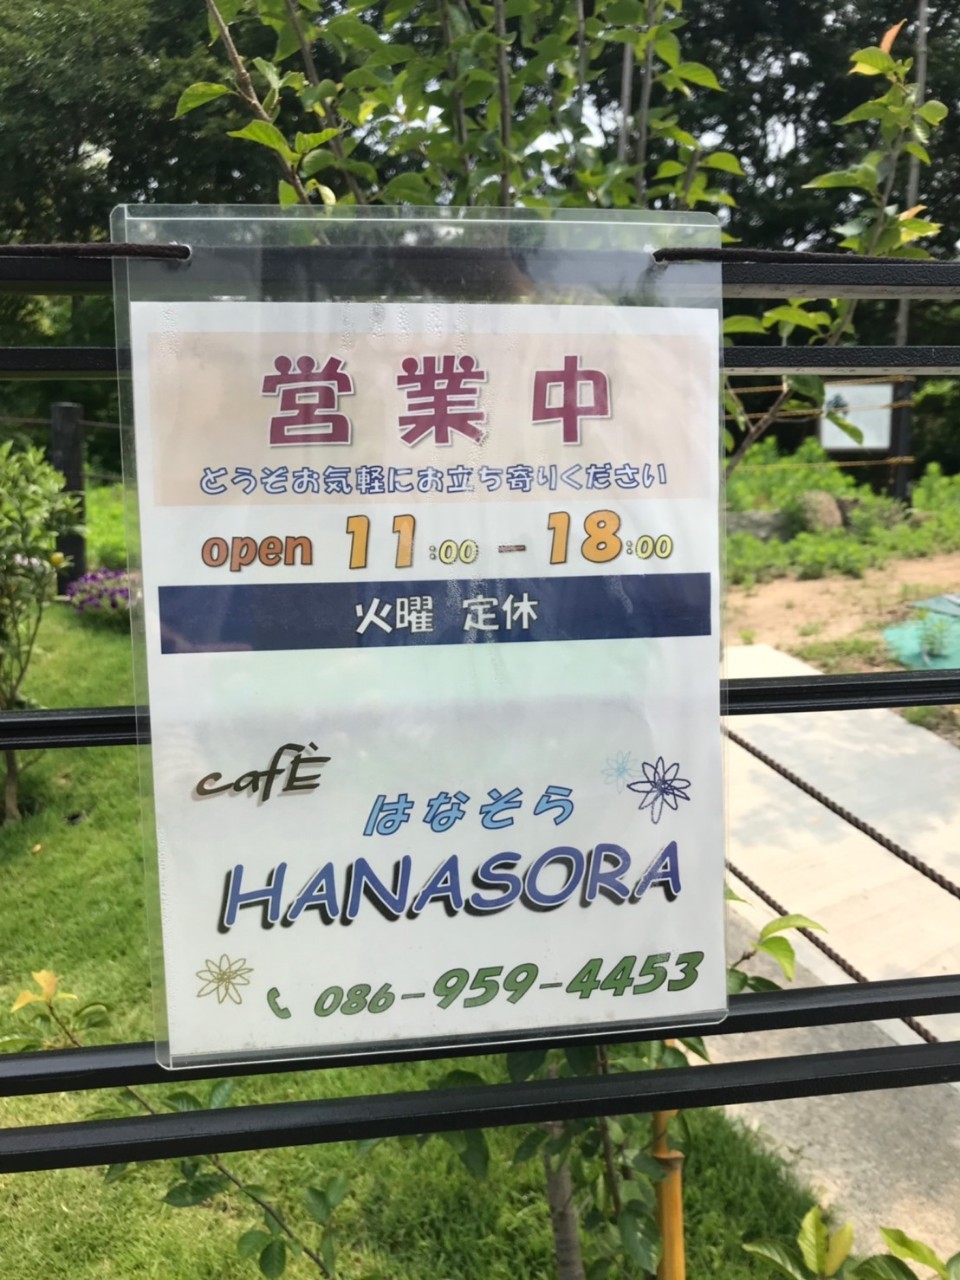 営業中
どうぞお気軽にお立ち寄りください
open 11:00 - 18:00
火曜 定休
cafÈ
はなそら
HANASORA
086-959-4453